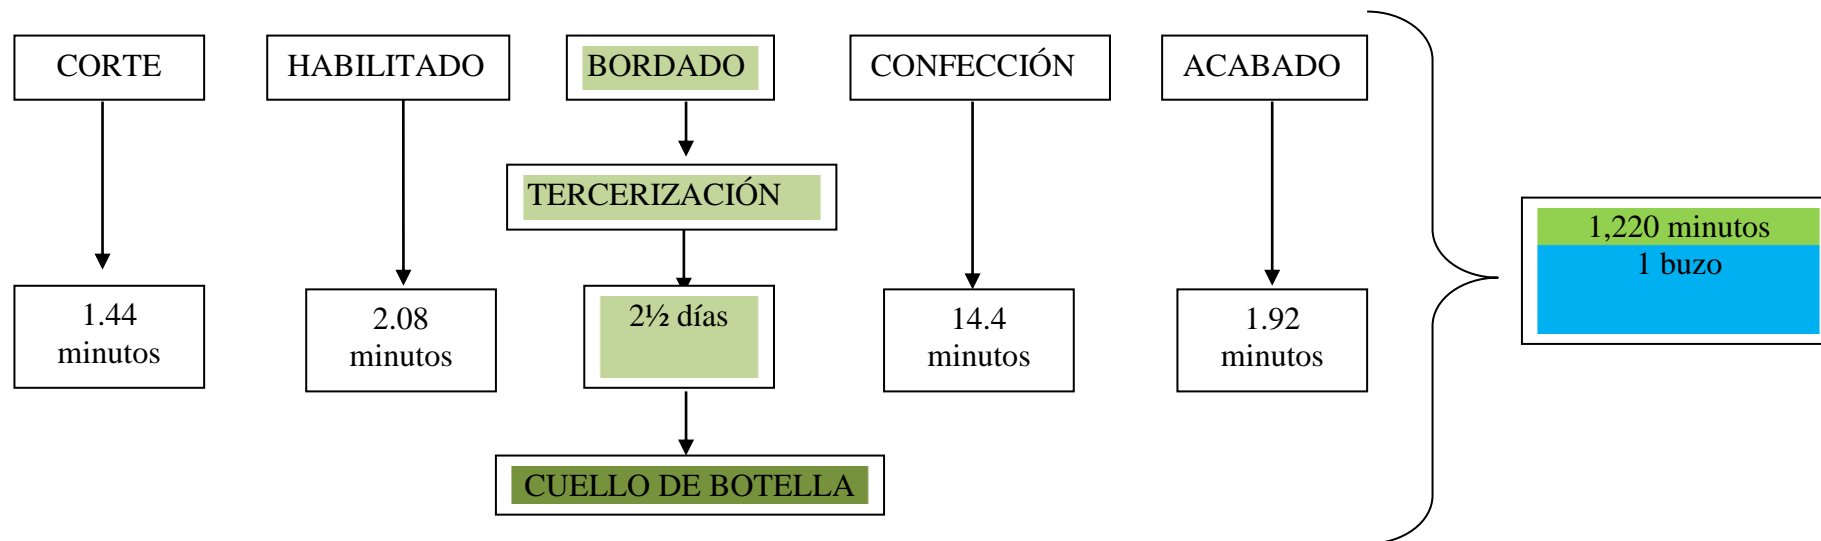 CORTE
HABILITADO
BORDADO
CONFECCIÓN
ACABADO
TERCERIZACIÓN
1.44
minutos
2.08
minutos
2½ días
14.4
minutos
1.92
minutos
CUELLO DE BOTELLA
1,220 minutos
1 buzo